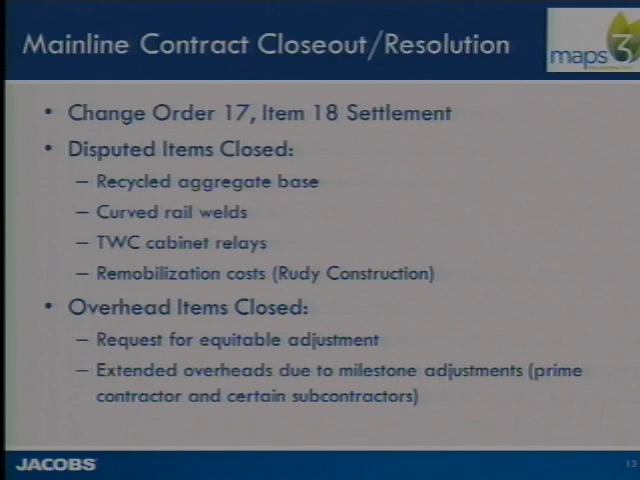 Mainline Contract Closeout/Resolution
maps 3
• Change Order 17, Item 18 Settlement
• Disputed Items Closed:
– Recycled aggregate base
– Curved rail welds
– TWC cabinet relays
– Remobilization costs (Rudy Construction)
• Overhead Items Closed:
– Request for equitable adjustment
– Extended overheads due to milestone adjustments (prime
contractor and certain subcontractors)
JACOBS
13